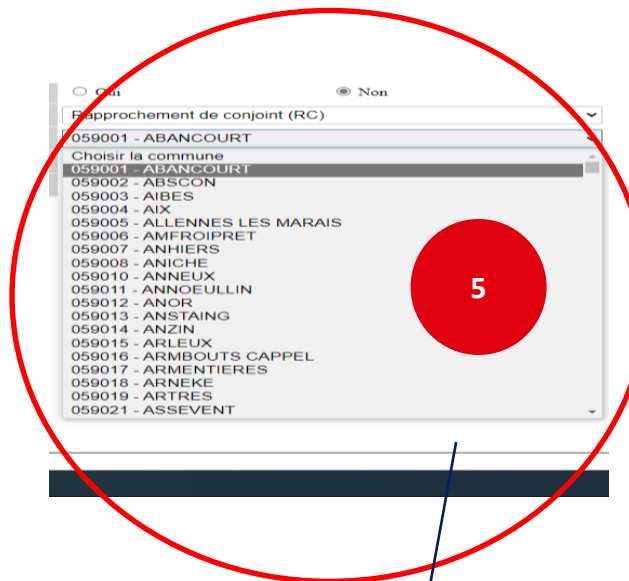 Oui Non
Rapprochement de conjoint (RC)
059001 - ABANCOURT
Choisir la commune
059001 - ABANCOURT
059002 - ABSCON
059003 - AIBES
059004 - AIX
059005 - ALLENNES LES MARAIS
059006 - AMFROIPRET
059007 - ANHIERS
059008 - ANICHE
059010 - ANNEUX
059011 - ANNOEULLIN
059012 - ANOR
059013 - ANSTAING
059014 - ANZIN
059015 - ARLEUX
059016 - ARMBOUTS CAPPEL
059017 - ARMENTIERES
059018 - ARNEKE
059019 - ARTRES
059021 - ASSEVENT
5